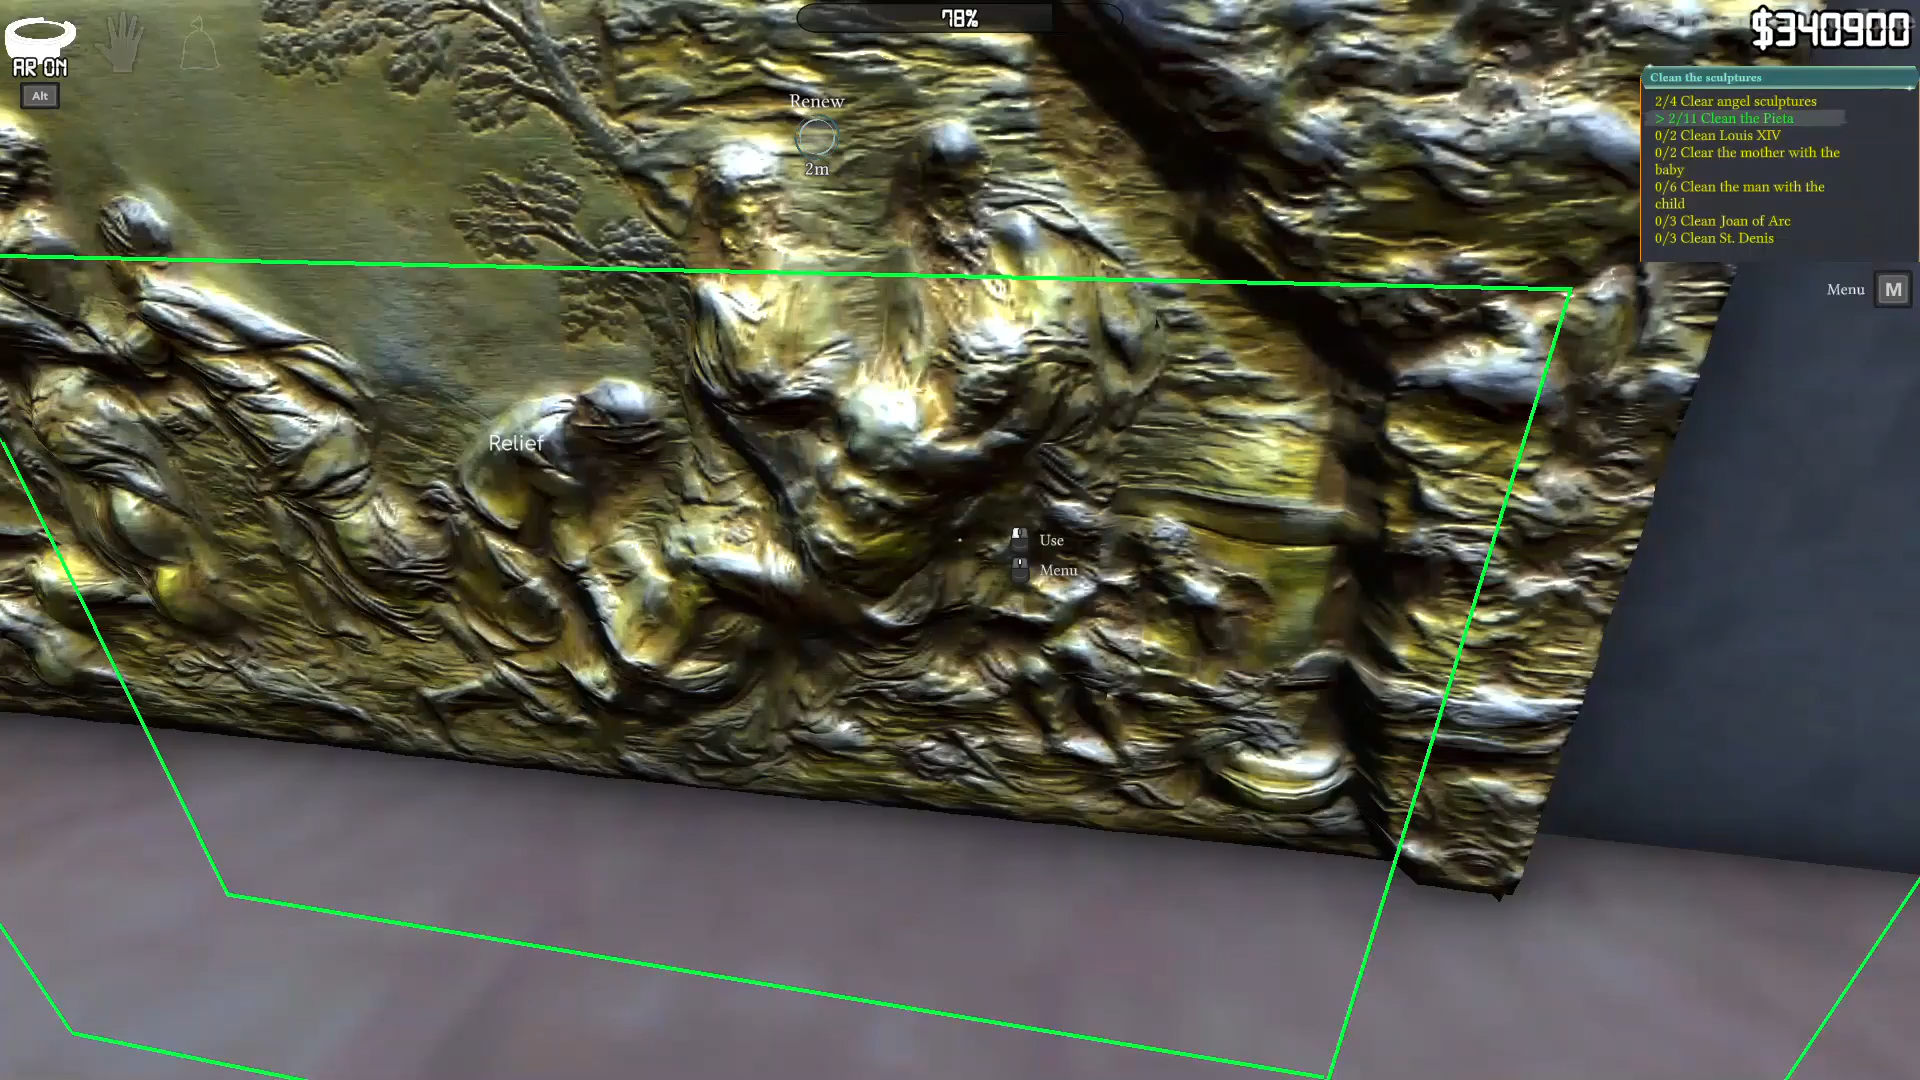 78%
$340900
AR ON
Alt
Clean the sculptures
2/4 Clear angel sculptures
> 2/11 Clean the Pieta
0/2 Clean Louis XIV
0/2 Clear the mother with the
baby
0/6 Clean the man with the
child
0/3 Clean Joan of Arc
0/3 Clean St. Denis
Renew
2m
Menu M
Relief
Use
Menu